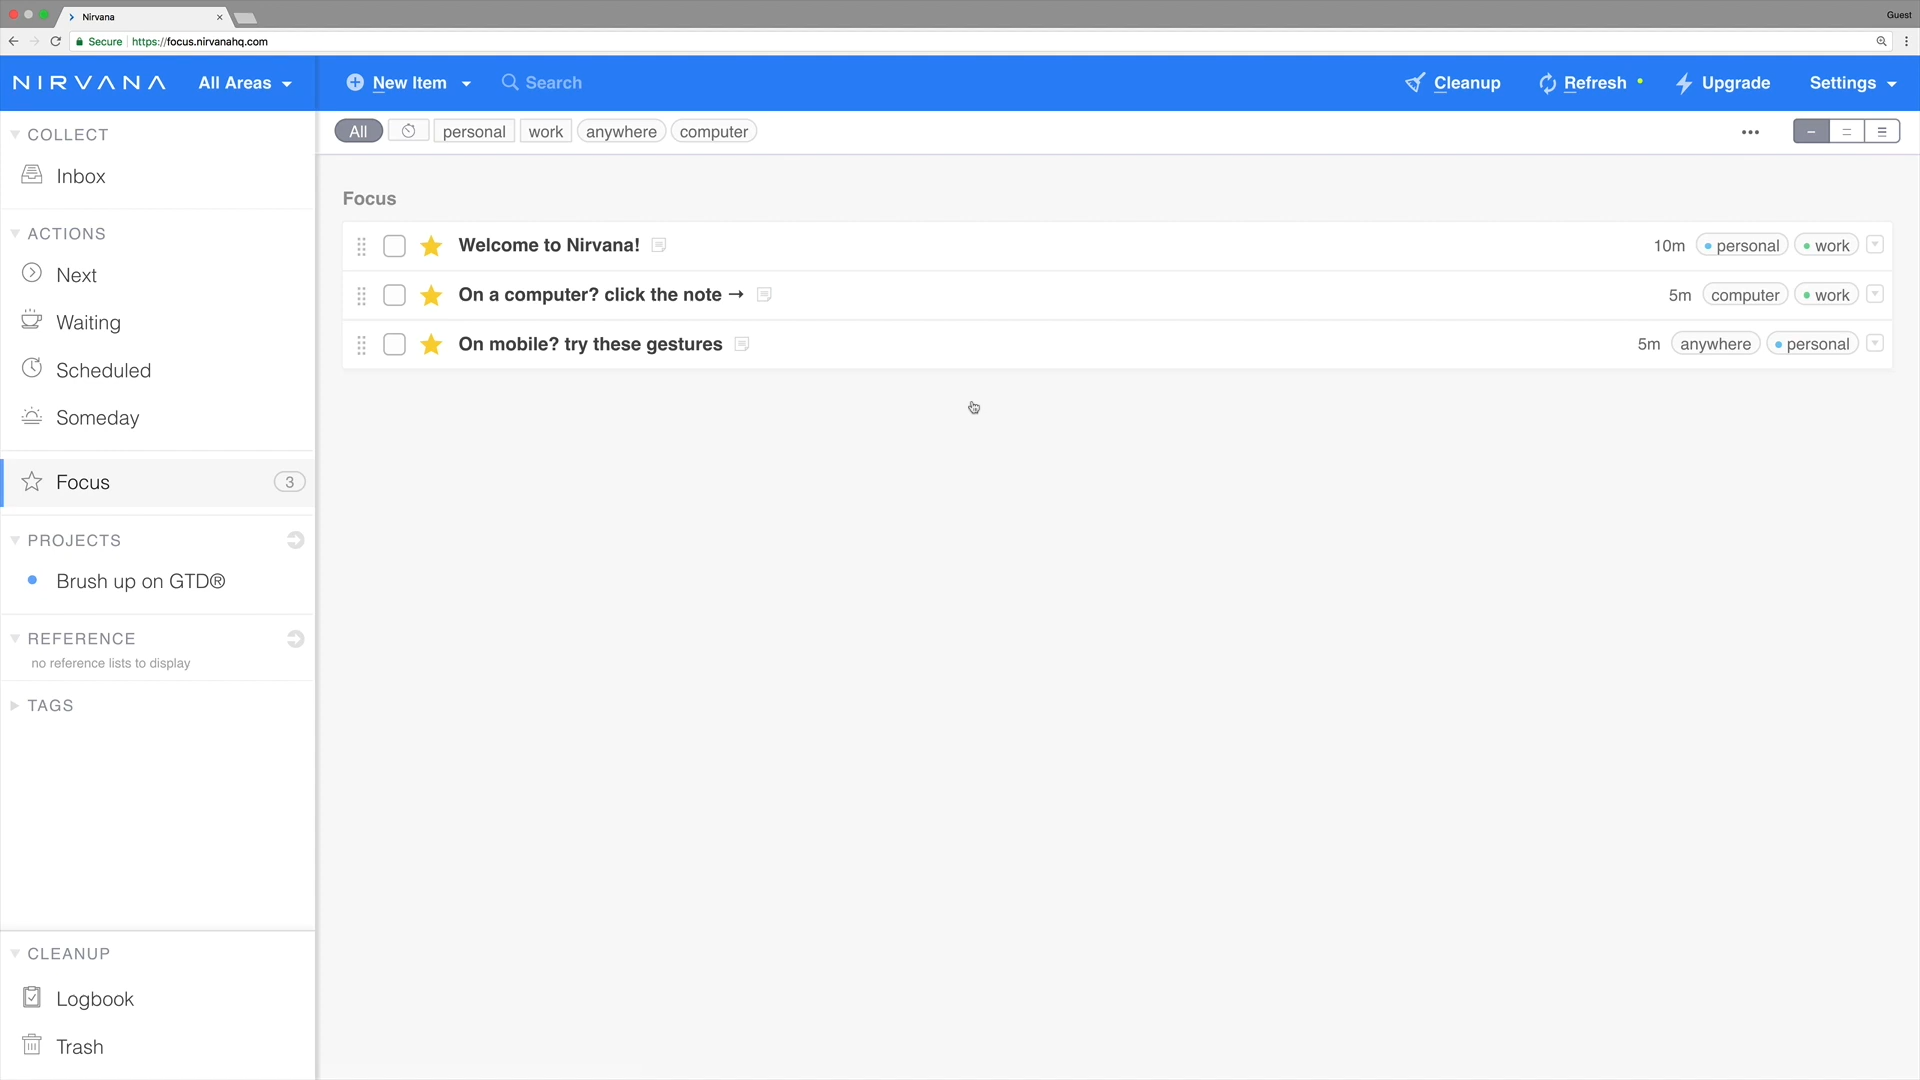 Nirvana
Guest
Secure https://focus.nirvanahq.com
NIRVANA All Areas New Item Search Cleanup Refresh Upgrade Settings
All personal work anywhere computer
COLLECT
Inbox
ACTIONS
Next
Waiting
Scheduled
Someday
Focus 3
PROJECTS
Brush up on GTD®
REFERENCE
no reference lists to display
TAGS
CLEANUP
Logbook
Trash
Focus
Welcome to Nirvana! 10m personal work
On a computer? click the note → 5m computer work
On mobile? try these gestures 5m anywhere personal